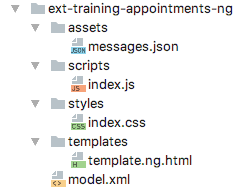 ext-training-appointments-ng
assets
JSON messages.json
scripts
JS index.js
styles
CSS index.css
templates
H template.ng.html
<> model.xml